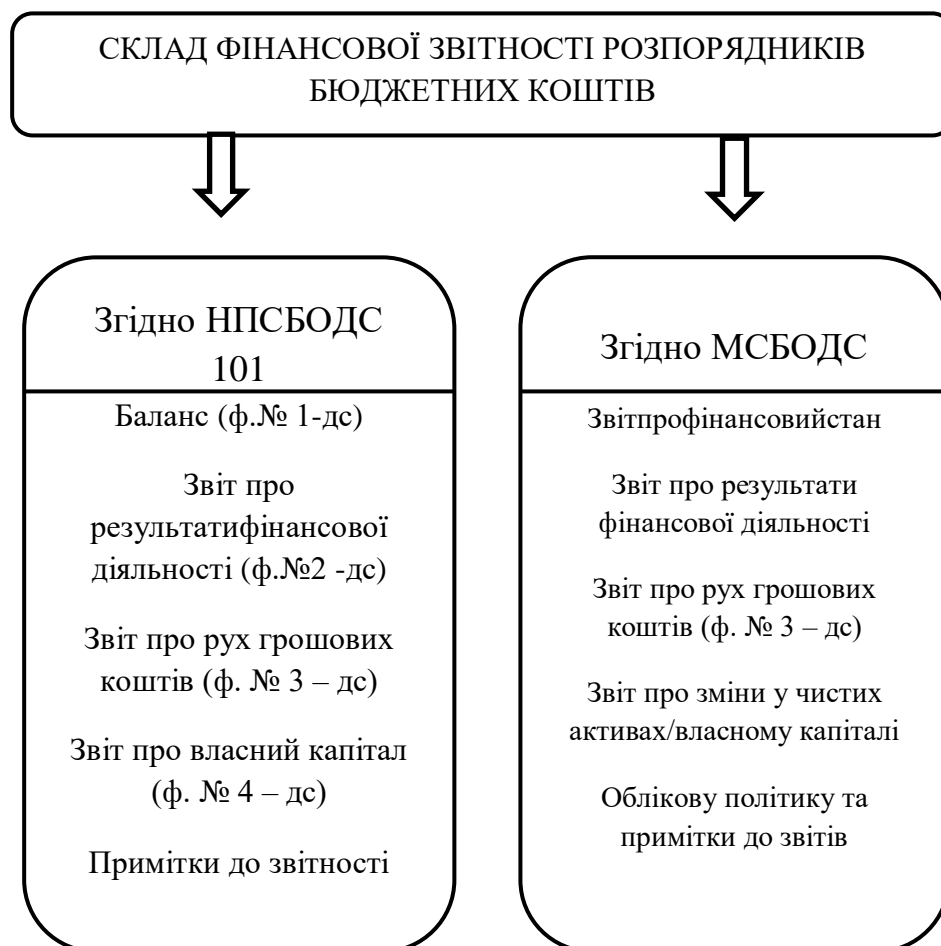 СКЛАД ФІНАНСОВОЇ ЗВІТНОСТІ РОЗПОРЯДНИКІВ
БЮДЖЕТНИХ КОШТІВ
Згідно НПСБОДС
101
Баланс (ф.№ 1-дс)
Звіт про
результатифінансової
діяльності (ф.№2 -дс)
Звіт про рух грошових
коштів (ф. № 3 – дс)
Звіт про власний капітал
(ф. № 4 – дс)
Примітки до звітності
Згідно МСБОДС
Звітпрофінансовийстан
Звіт про результати
фінансової діяльності
Звіт про рух грошових
коштів (ф. № 3 – дс)
Звіт про зміни у чистих
активах/власному капіталі
Облікову політику та
примітки до звітів